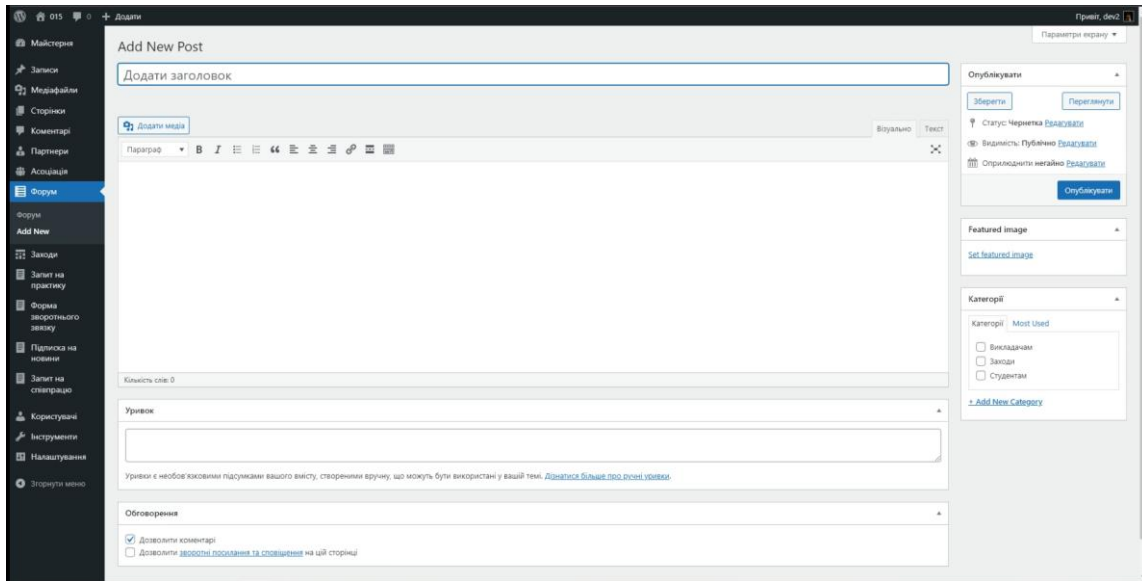 015 0 + Додати
Привіт, dev2
Параметри екрану
Майстерня
Записи
Медіафайли
Сторінки
Коментарі
Партнери
Асоціація
Форум
Форум
Add New
Заходи
Запит на
практику
Форма
зворотнього
звязку
Підписка на
новини
Запит на
співпрацю
Користувачі
Інструменти
Налаштування
Згорнути меню
Add New Post
Додати заголовок
Додати медіа
Візуально Текст
Параграф B I
Кількість слів: 0
Уривок
Уривки є необов'язковими підсумками вашого вмісту, створеними вручну, що можуть бути використані у вашій темі. Дізнатися більше про ручні уривки.
Обговорення
Дозволити коментарі
Дозволити зворотні посилання та сповіщення на цій сторінці
Опублікувати
Зберегти Переглянути
Статус: Чернетка Редагувати
Видимість: Публічно Редагувати
Оприлюднити негайно Редагувати
Опублікувати
Featured image
Set featured image
Категорії
Категорії Most Used
Викладачам
Заходи
Студентам
+ Add New Category